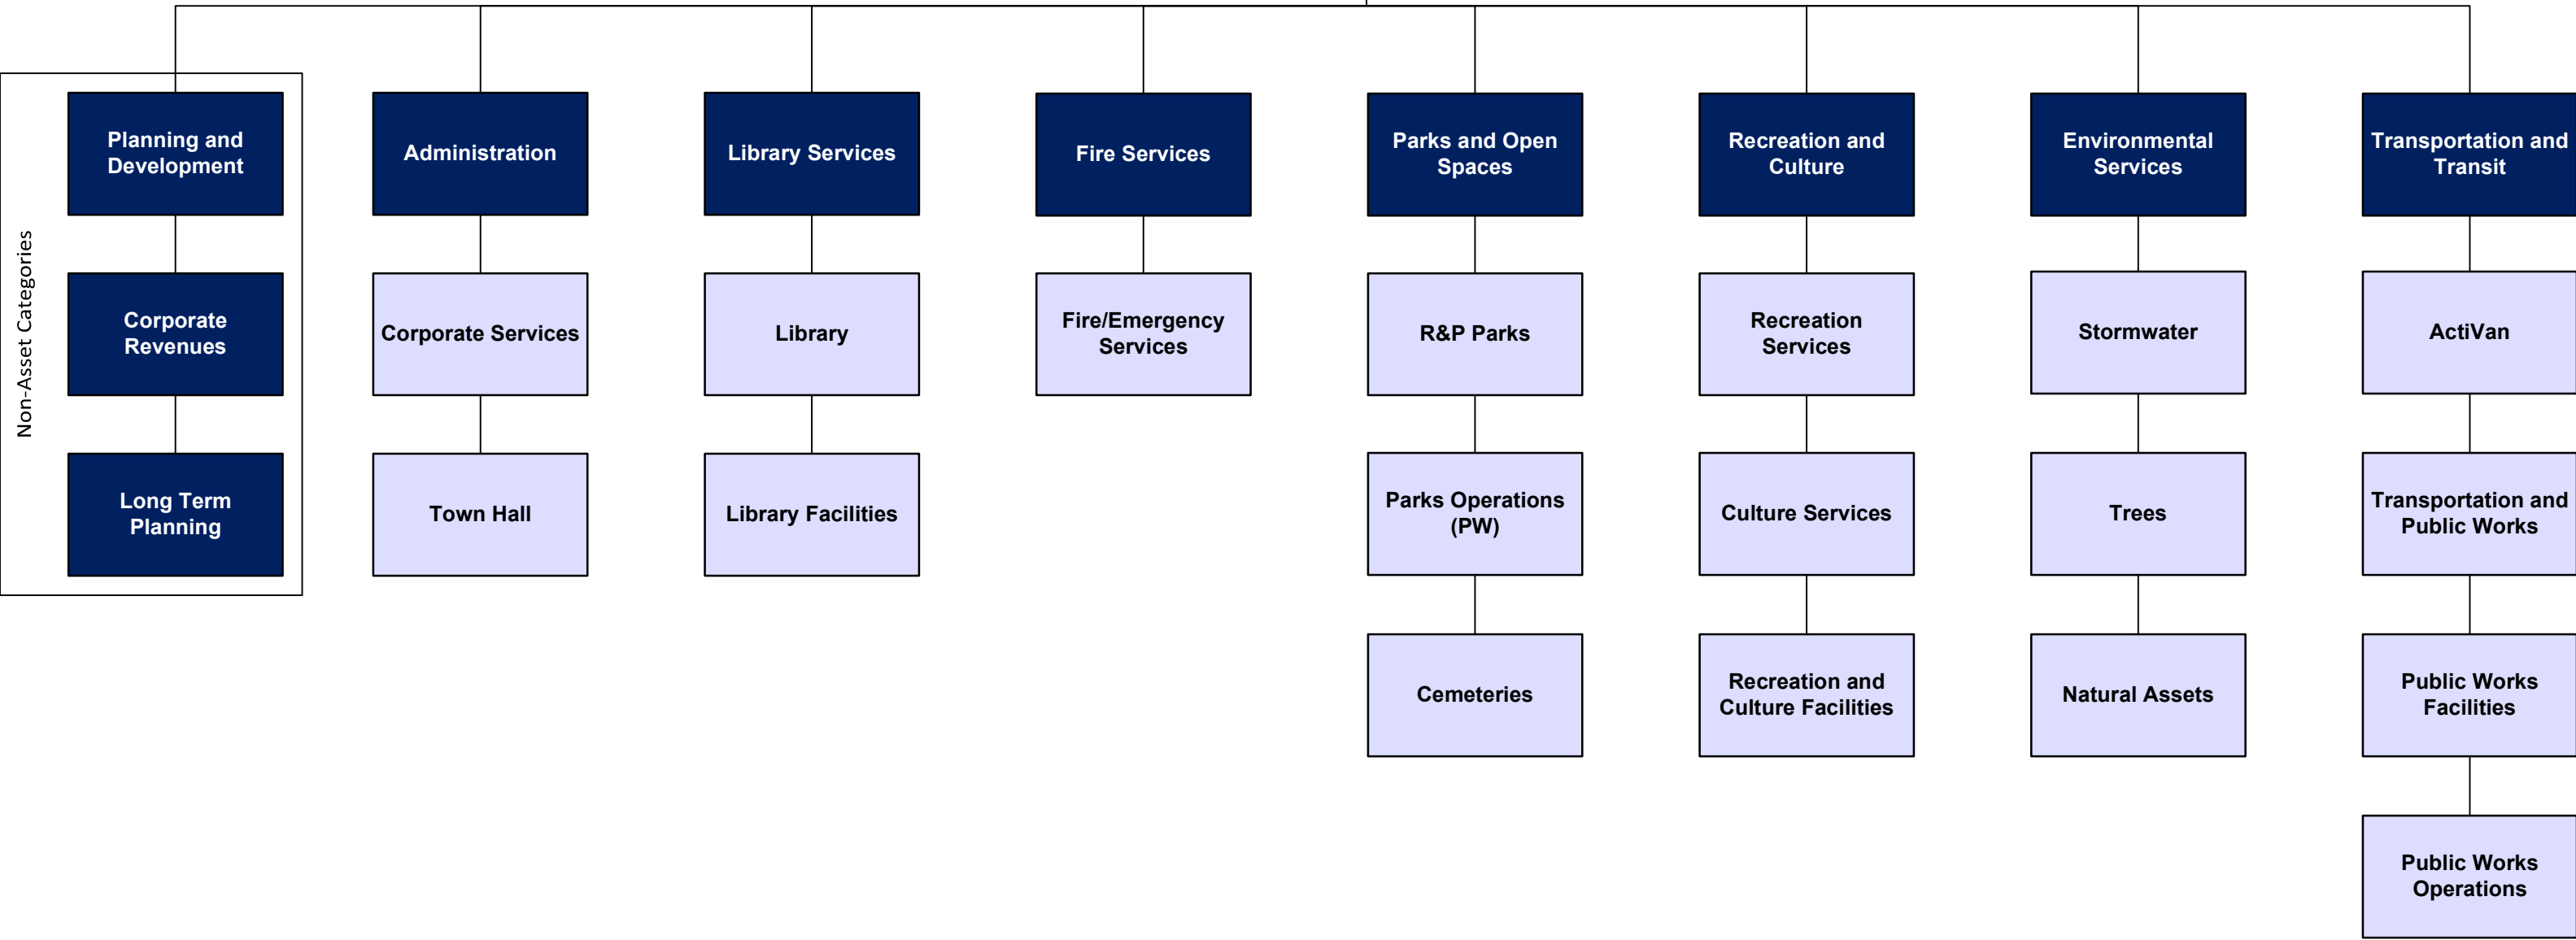 Non-Asset Categories
Planning and
Development
Corporate
Revenues
Long Term
Planning
Administration
Corporate Services
Town Hall
Library Services
Library
Library Facilities
Fire Services
Fire/Emergency
Services
Parks and Open
Spaces
R&P Parks
Parks Operations
(PW)
Cemeteries
Recreation and
Culture
Recreation
Services
Culture Services
Recreation and
Culture Facilities
Environmental
Services
Stormwater
Trees
Natural Assets
Transportation and
Transit
ActiVan
Transportation and
Public Works
Public Works
Facilities
Public Works
Operations